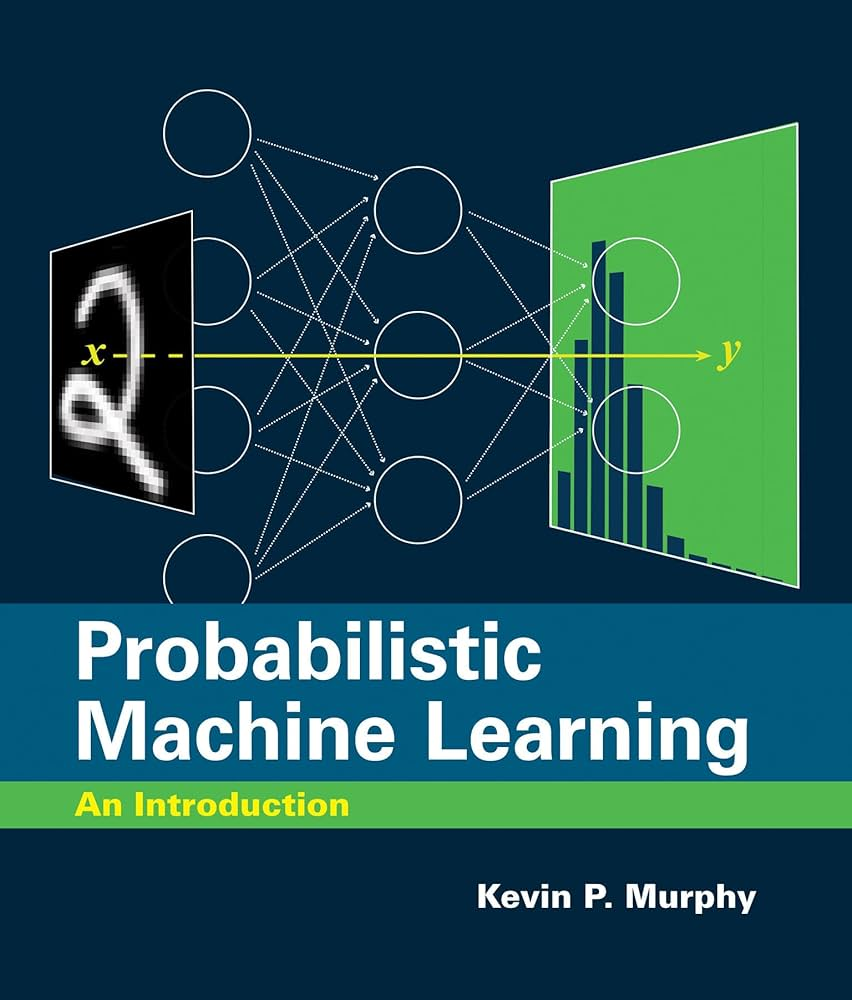 x
y
Probabilistic
Machine Learning
An Introduction
Kevin P. Murphy